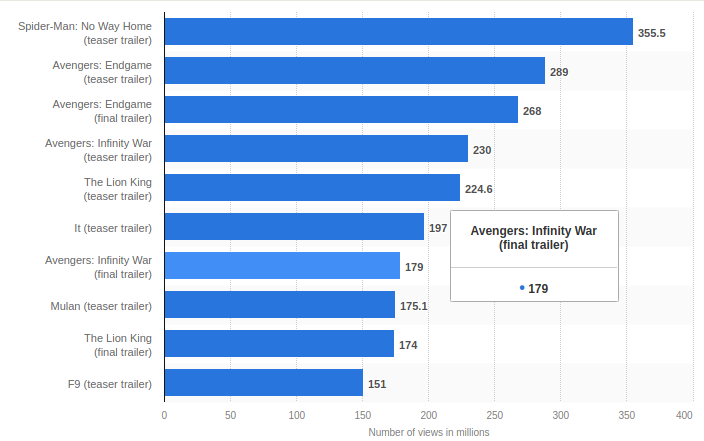 Spider-Man: No Way Home
(teaser trailer)
355.5
Avengers: Endgame
(teaser trailer)
289
Avengers: Endgame
(final trailer)
268
Avengers: Infinity War
(teaser trailer)
230
The Lion King
(teaser trailer)
224.6
It (teaser trailer)
197
Avengers: Infinity War
(final trailer)
179
Avengers: Infinity War
(final trailer)
• 179
Mulan (teaser trailer)
175.1
The Lion King
(final trailer)
174
F9 (teaser trailer)
151
0 50 100 150 200 250 300 350 400
Number of views in millions